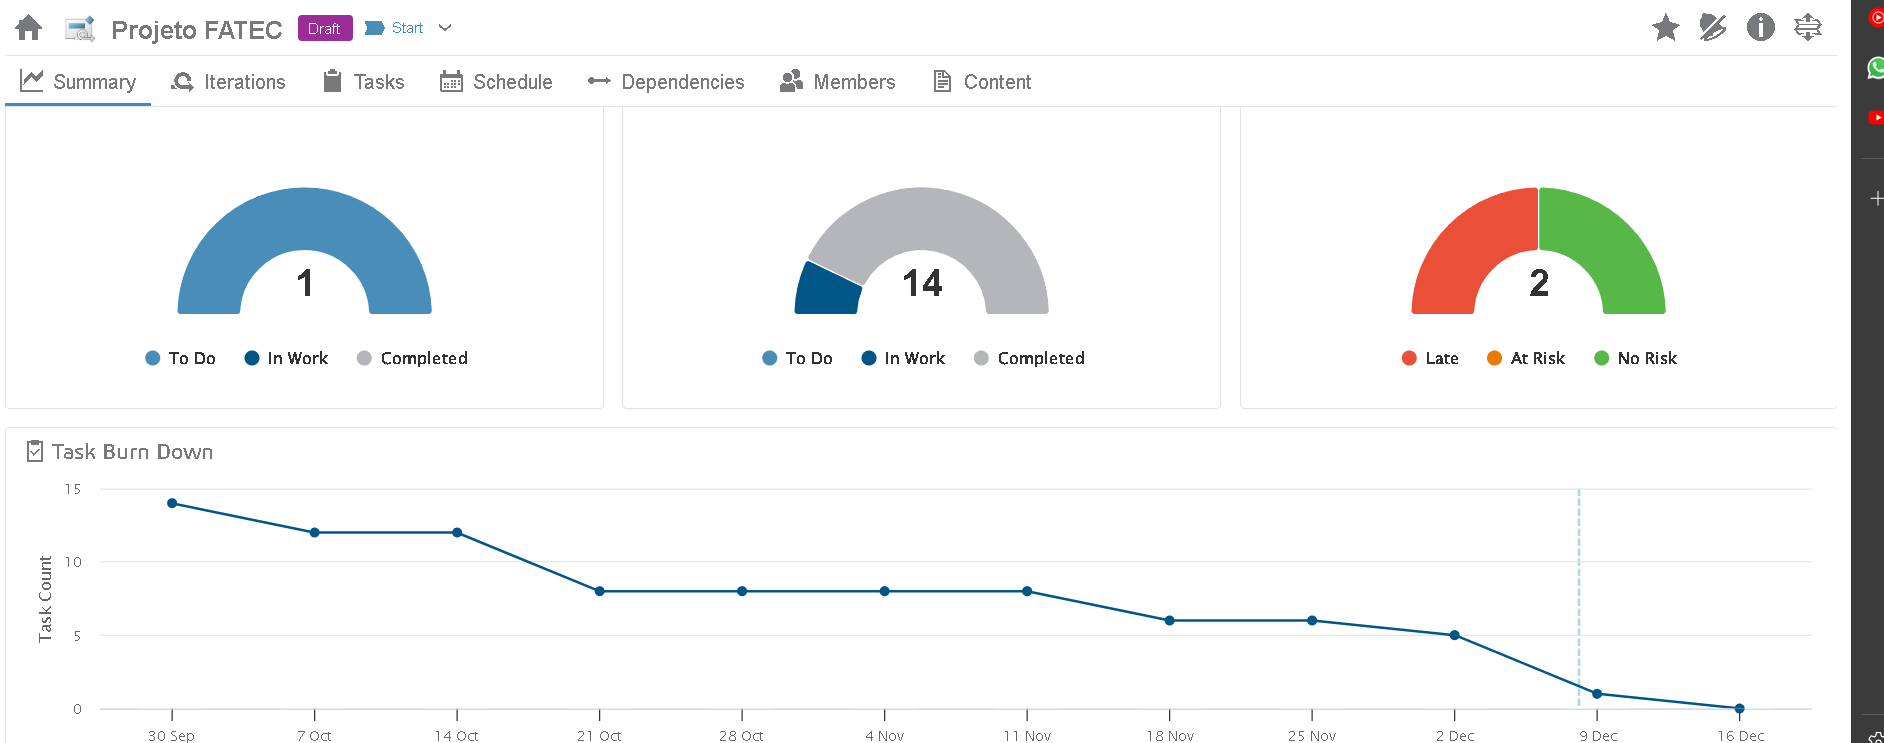 Projeto FATEC Draft Start
Summary Iterations Tasks Schedule Dependencies Members Content
1 14 2
To Do In Work Completed To Do In Work Completed Late At Risk No Risk
Task Burn Down
15
10
5
0
Task Count
30 Sep 7 Oct 14 Oct 21 Oct 28 Oct 4 Nov 11 Nov 18 Nov 25 Nov 2 Dec 9 Dec 16 Dec